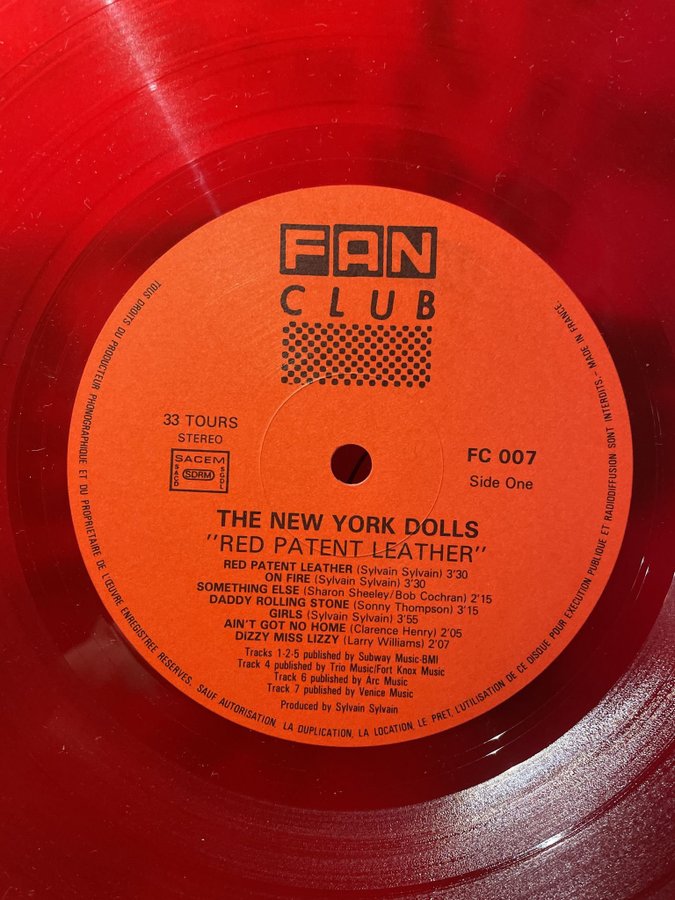 FAN
CLUB
33 TOURS
STEREO
SACEM
SACD
SDRM
SGDL
FC 007
Side One
THE NEW YORK DOLLS
"RED PATENT LEATHER"
RED PATENT LEATHER (Sylvain Sylvain) 3'30
ON FIRE (Sylvain Sylvain) 3'30
SOMETHING ELSE (Sharon Sheeley/Bob Cochran) 2'15
DADDY ROLLING STONE (Sonny Thompson) 3'15
GIRLS (Sylvain Sylvain) 3'55
AIN'T GOT NO HOME (Clarence Henry) 2'05
DIZZY MISS LIZZY (Larry Williams) 2'07
Tracks 1-2-5 published by Subway Music-BMI
Track 4 published by Trio Music/Fort Knox Music
Track 6 published by Arc Music
Track 7 published by Venice Music
Produced by Sylvain Sylvain
TOUS DROITS DU PRODUCTEUR PHONOGRAPHIQUE ET DU PROPRIETAIRE DE L'ŒUVRE ENREGISTREE RESERVES. SAUF AUTORISATION, LA DUPLICATION, LA LOCATION, LE PRET, L'UTILISATION DE CE DISQUE POUR EXECUTION PUBLIQUE ET RADIODIFFUSION SONT INTERDITS. - MADE IN FRANCE.